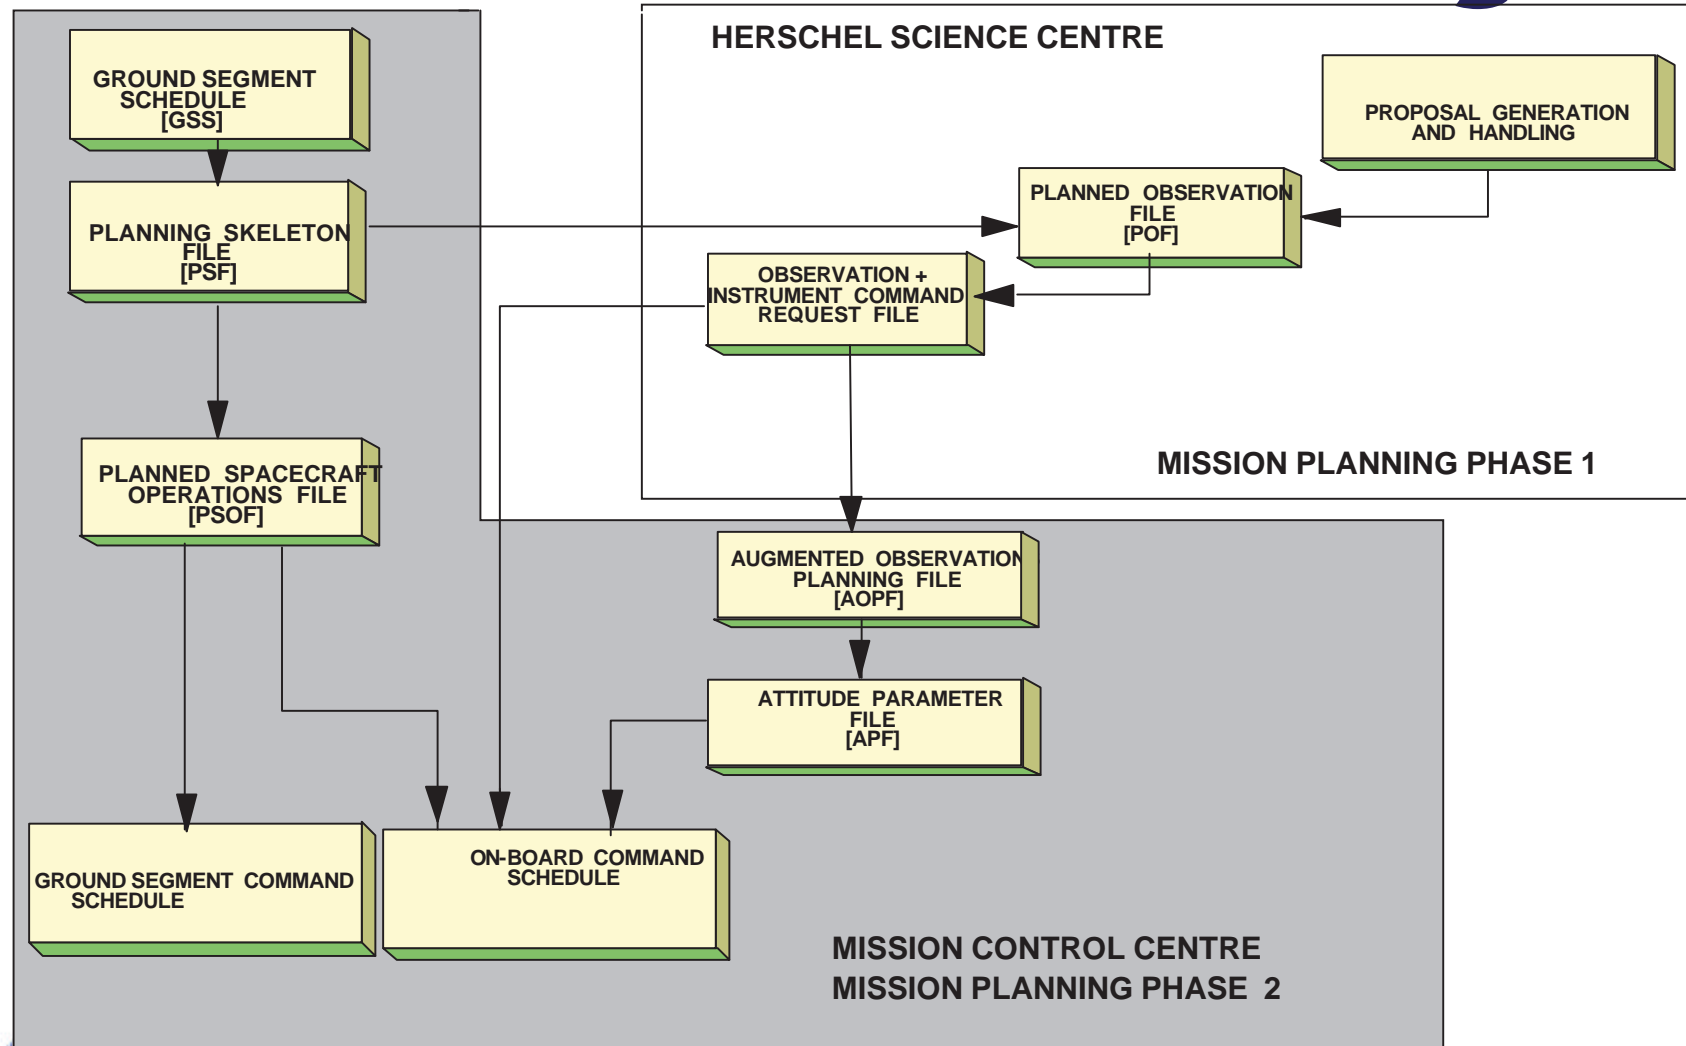 HERSCHEL SCIENCE CENTRE
GROUND SEGMENT
SCHEDULE
[GSS]
PROPOSAL GENERATION
AND HANDLING
PLANNING SKELETON
FILE
[PSF]
PLANNED OBSERVATION
FILE
[POF]
OBSERVATION +
INSTRUMENT COMMAND
REQUEST FILE
MISSION PLANNING PHASE 1
PLANNED SPACECRAFT
OPERATIONS FILE
[PSOF]
AUGMENTED OBSERVATION
PLANNING FILE
[AOPF]
ATTITUDE PARAMETER
FILE
[APF]
GROUND SEGMENT COMMAND
SCHEDULE
ON-BOARD COMMAND
SCHEDULE
MISSION CONTROL CENTRE
MISSION PLANNING PHASE 2